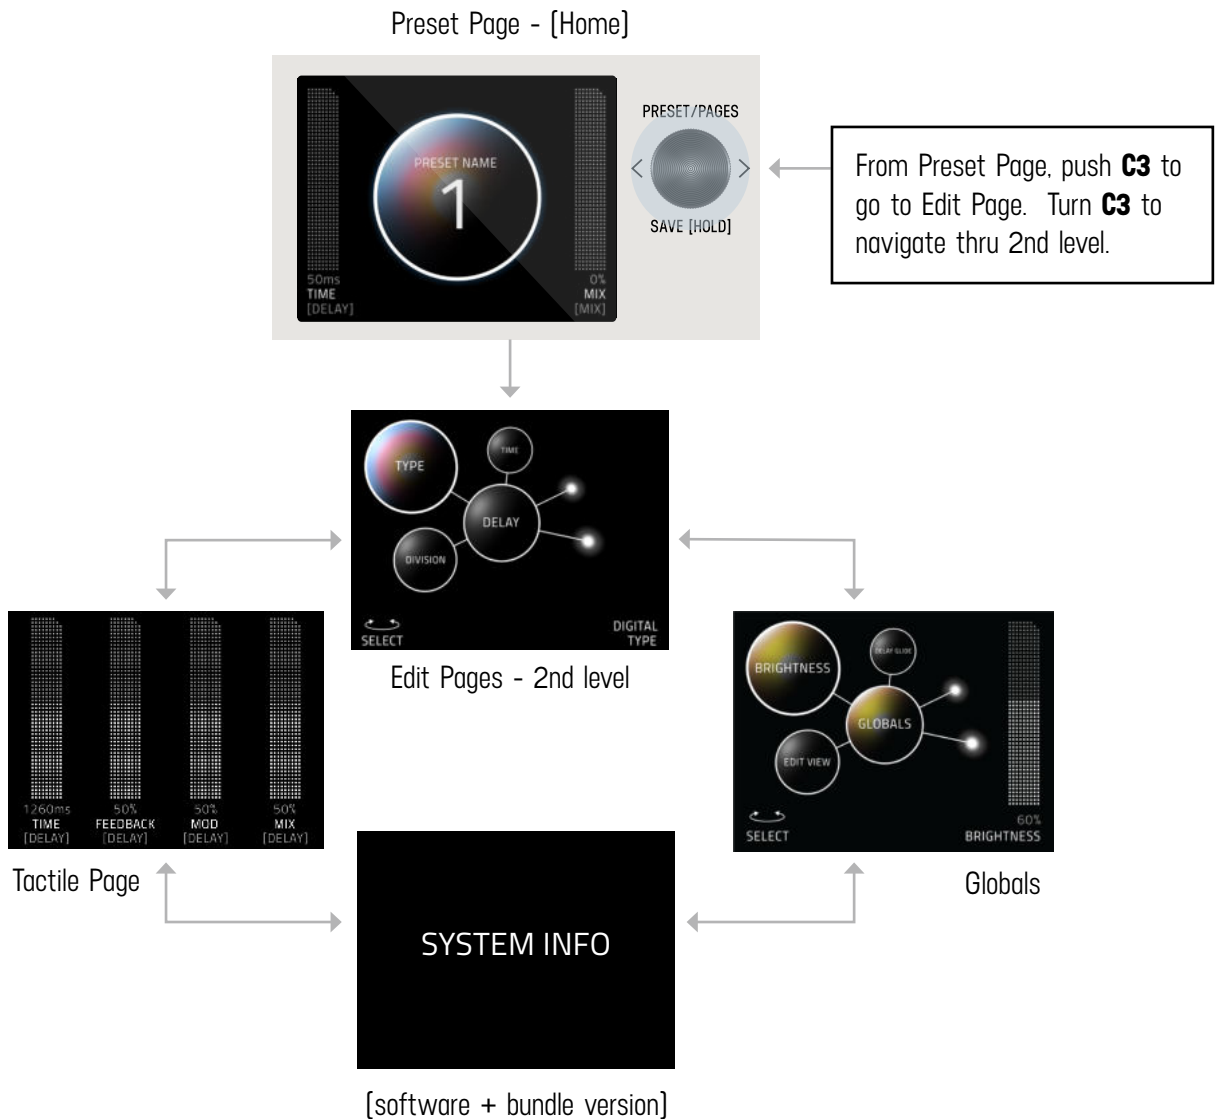 Preset Page - [Home]
PRESET NAME
1
50ms
TIME
[DELAY]
0%
MIX
[MIX]
PRESET/PAGES
< >
SAVE [HOLD]
From Preset Page, push C3 to
go to Edit Page. Turn C3 to
navigate thru 2nd level.
TYPE
TIME
DELAY
DIVISION
SELECT
DIGITAL
TYPE
Edit Pages - 2nd level
1260ms
TIME
[DELAY]
50%
FEEDBACK
[DELAY]
50%
MOD
[DELAY]
50%
MIX
[DELAY]
Tactile Page
BRIGHTNESS
DELAY GLIDE
GLOBALS
EDIT VIEW
SELECT
60%
BRIGHTNESS
Globals
SYSTEM INFO
[software + bundle version]